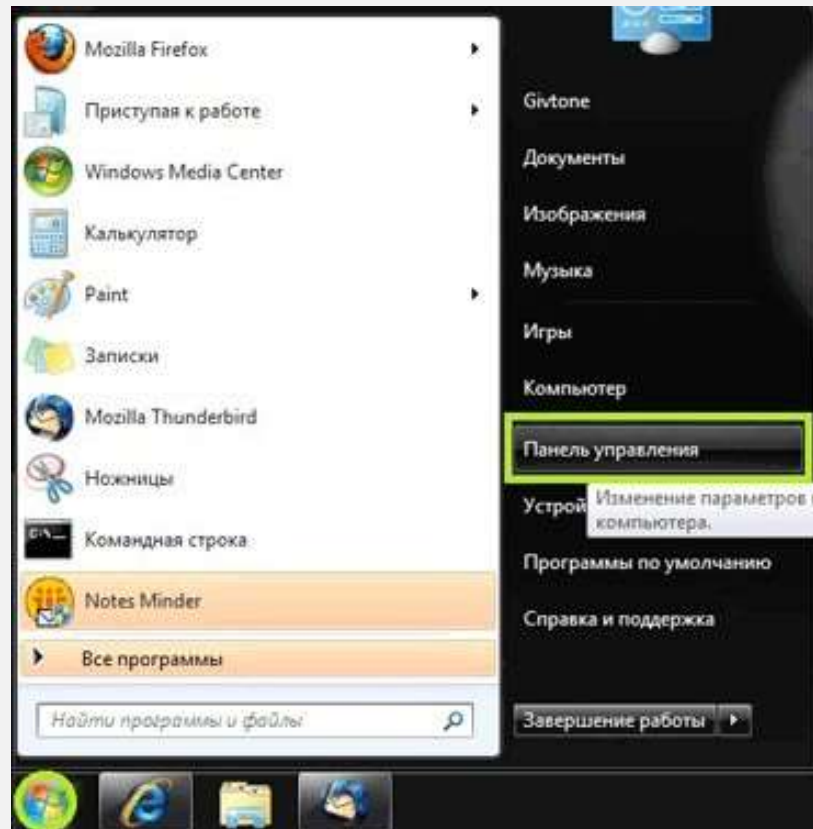 Mozilla Firefox
Приступая к работе
Windows Media Center
Калькулятор
Paint
Записки
Mozilla Thunderbird
Ножницы
Командная строка
Notes Minder
Все программы
Найти программы и файлы
Givtone
Документы
Изображения
Музыка
Игры
Компьютер
Панель управления
Устрой
Изменение параметров
компьютера.
Программы по умолчанию
Справка и поддержка
Завершение работы